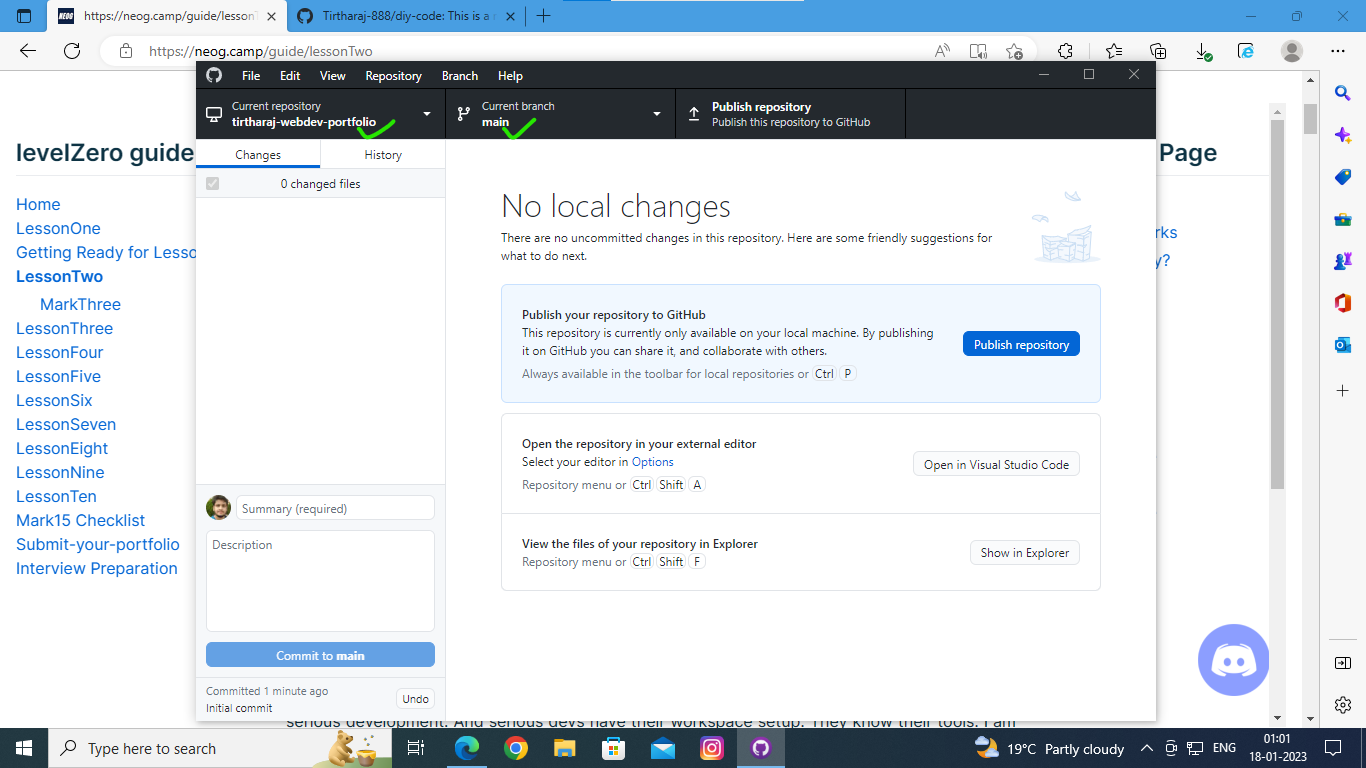 https://neog.camp/guide/lessonT
Tirtharaj-888/diy-code: This is a r
https://neog.camp/guide/lessonTwo
File Edit View Repository Branch Help
Current repository
tirtharaj-webdev-portfolio
Current branch
main
Publish repository
Publish this repository to GitHub
Changes
History
0 changed files
levelZero guide
Page
Home
LessonOne
Getting Ready for Lesso
LessonTwo
MarkThree
LessonThree
LessonFour
LessonFive
LessonSix
LessonSeven
LessonEight
LessonNine
LessonTen
Mark15 Checklist
Submit-your-portfolio
Interview Preparation
rks
y?
No local changes
There are no uncommitted changes in this repository. Here are some friendly suggestions for
what to do next.
Publish your repository to GitHub
This repository is currently only available on your local machine. By publishing
it on GitHub you can share it, and collaborate with others.
Always available in the toolbar for local repositories or Ctrl P
Publish repository
Open the repository in your external editor
Select your editor in Options
Repository menu or Ctrl Shift A
Open in Visual Studio Code
View the files of your repository in Explorer
Repository menu or Ctrl Shift F
Show in Explorer
Summary (required)
Description
Commit to main
Committed 1 minute ago
Initial commit
Undo
serious development. And serious devs have their workspace setup. They know their tools. I am
Type here to search
19°C Partly cloudy
ENG
01:01
18-01-2023